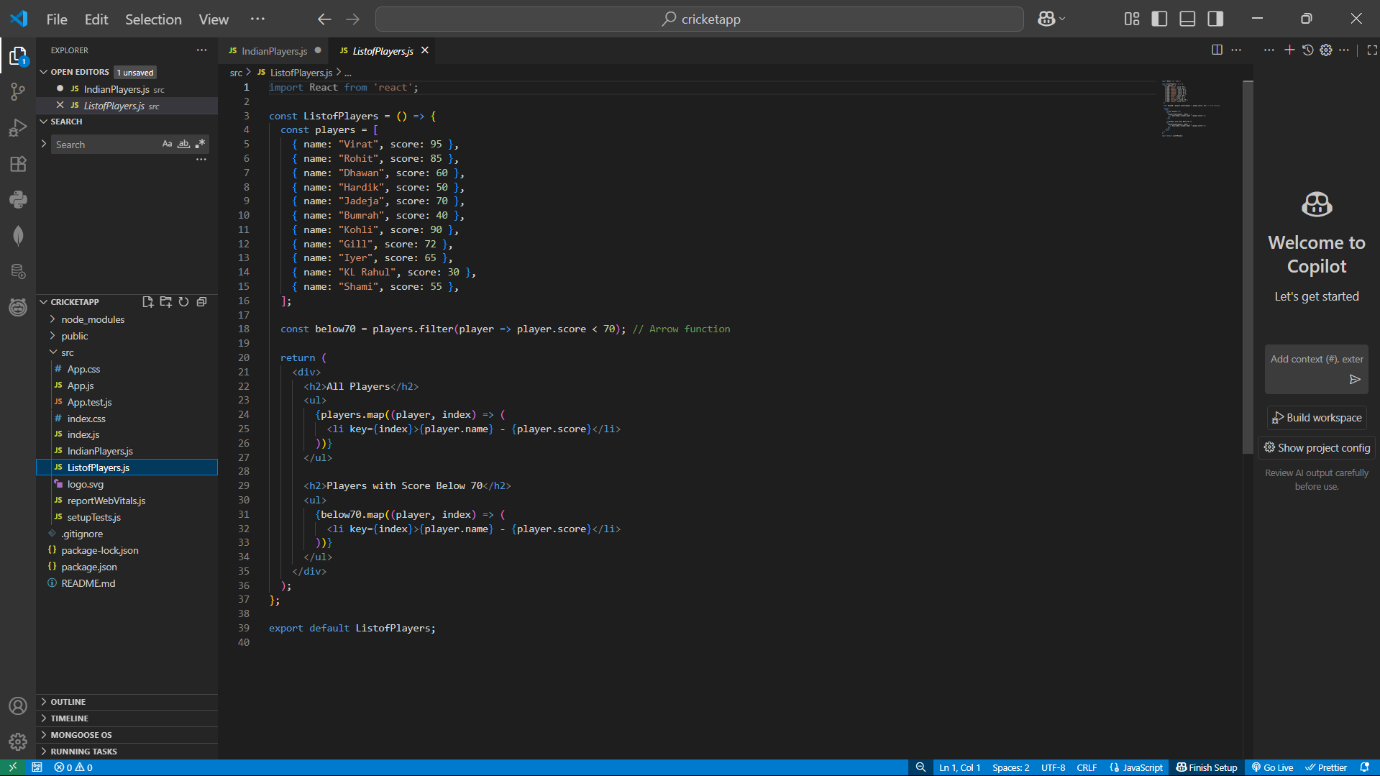 File Edit Selection View ··· cricketapp
EXPLORER ···
OPEN EDITORS 1 unsaved
IndianPlayers.js src
ListofPlayers.js src
SEARCH
Search Aa ab .*
···
CRICKETAPP
node_modules
public
src
# App.css
JS App.js
JS App.test.js
# index.css
JS index.js
JS IndianPlayers.js
JS ListofPlayers.js
logo.svg
JS reportWebVitals.js
JS setupTests.js
.gitignore
{} package-lock.json
{} package.json
README.md
OUTLINE
TIMELINE
MONGOOSE OS
RUNNING TASKS
JS IndianPlayers.js JS ListofPlayers.js
src > JS ListofPlayers.js > ...
1 import React from 'react';
2
3 const ListofPlayers = () => {
4 const players = [
5 { name: "Virat", score: 95 },
6 { name: "Rohit", score: 85 },
7 { name: "Dhawan", score: 60 },
8 { name: "Hardik", score: 50 },
9 { name: "Jadeja", score: 70 },
10 { name: "Bumrah", score: 40 },
11 { name: "Kohli", score: 90 },
12 { name: "Gill", score: 72 },
13 { name: "Iyer", score: 65 },
14 { name: "KL Rahul", score: 30 },
15 { name: "Shami", score: 55 },
16 ];
17
18 const below70 = players.filter(player => player.score < 70); // Arrow function
19
20 return (
21 <div>
22 <h2>All Players</h2>
23 <ul>
24 {players.map((player, index) => (
25 <li key={index}>{player.name} - {player.score}</li>
26 ))}
27 </ul>
28
29 <h2>Players with Score Below 70</h2>
30 <ul>
31 {below70.map((player, index) => (
32 <li key={index}>{player.name} - {player.score}</li>
33 ))}
34 </ul>
35 </div>
36 );
37 };
38
39 export default ListofPlayers;
40
Welcome to
Copilot
Let's get started
Add context (#), exter
Build workspace
Show project config
Review AI output carefully
before use.
0 0 Ln 1, Col 1 Spaces: 2 UTF-8 CRLF {} JavaScript Finish Setup Go Live Prettier